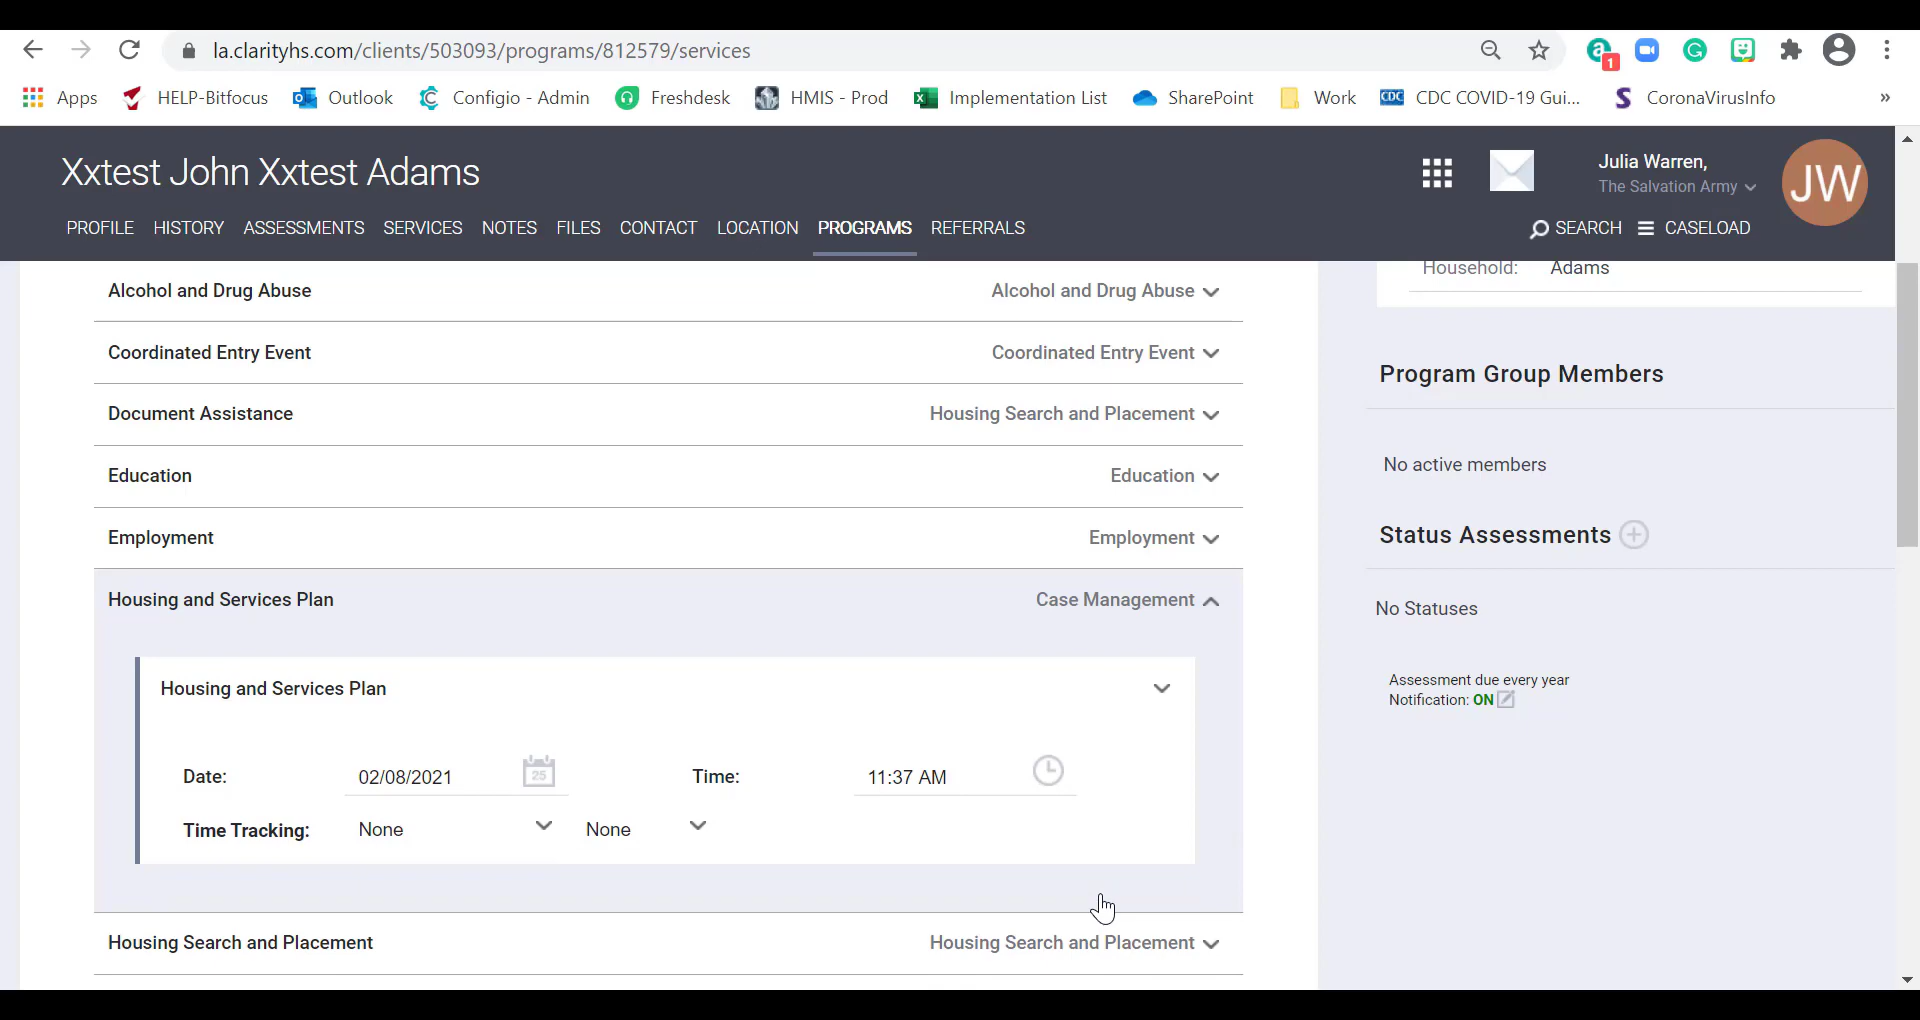 la.clarityhs.com/clients/503093/programs/812579/services
1
Apps HELP-Bitfocus Outlook Configio - Admin Freshdesk HMIS - Prod Implementation List SharePoint Work CDC CDC COVID-19 Gui... CoronaVirusInfo »
Xxtest John Xxtest Adams
Julia Warren,
The Salvation Army
JW
PROFILE HISTORY ASSESSMENTS SERVICES NOTES FILES CONTACT LOCATION PROGRAMS REFERRALS
SEARCH CASELOAD
Household: Adams
Alcohol and Drug Abuse Alcohol and Drug Abuse
Coordinated Entry Event Coordinated Entry Event
Document Assistance Housing Search and Placement
Education Education
Employment Employment
Housing and Services Plan Case Management
Housing and Services Plan
Date: 02/08/2021 25 Time: 11:37 AM
Time Tracking: None None
Housing Search and Placement Housing Search and Placement
Program Group Members
No active members
Status Assessments
No Statuses
Assessment due every year
Notification: ON